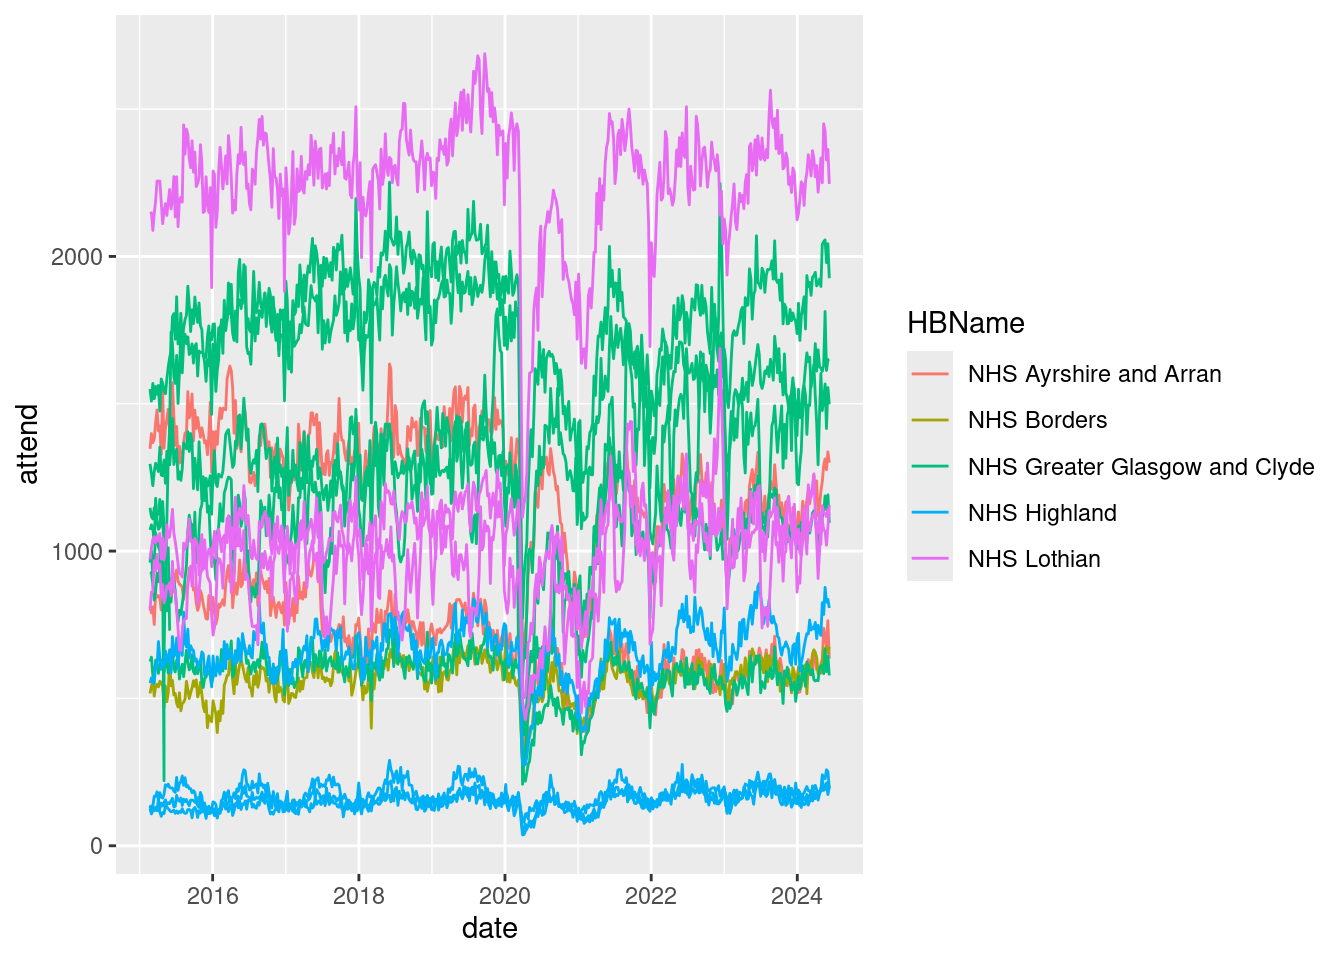 attend
2000
1000
0
2016
2018
2020
2022
2024
date
HBName
NHS Ayrshire and Arran
NHS Borders
NHS Greater Glasgow and Clyde
NHS Highland
NHS Lothian